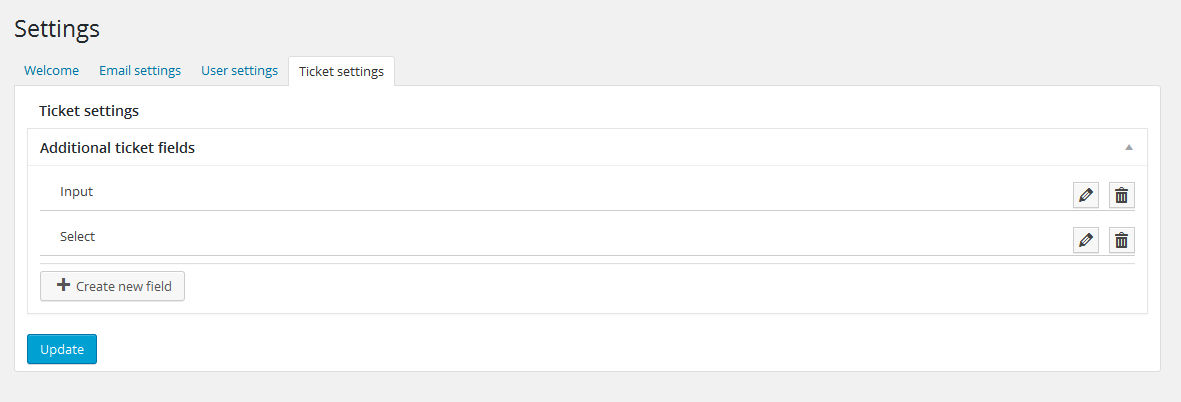 Settings
Welcome Email settings User settings Ticket settings
Ticket settings
Additional ticket fields
Input
Select
Create new field
Update